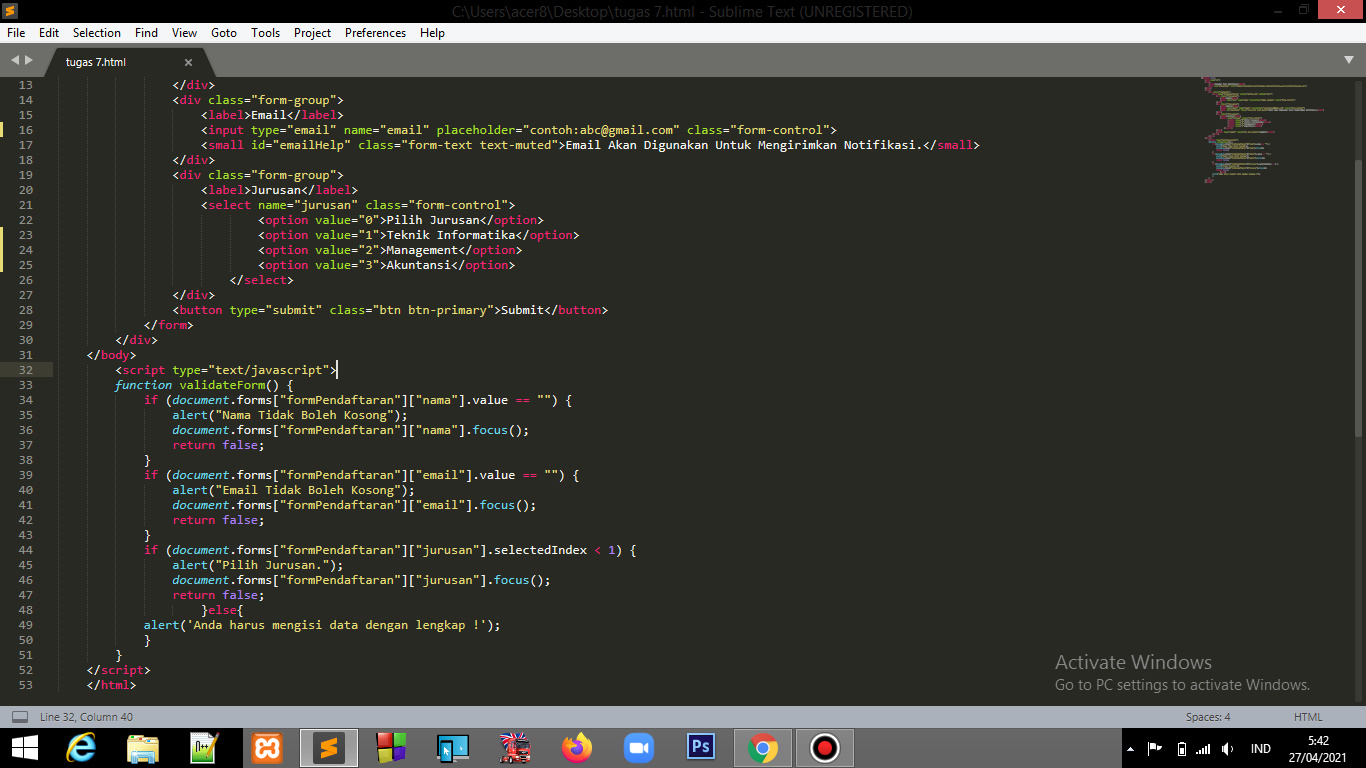 C:\Users\acer8\Desktop\tugas 7.html - Sublime Text (UNREGISTERED)
File Edit Selection Find View Goto Tools Project Preferences Help
tugas 7.html
13 </div>
14 <div class="form-group">
15 <label>Email</label>
16 <input type="email" name="email" placeholder="contoh:abc@gmail.com" class="form-control">
17 <small id="emailHelp" class="form-text text-muted">Email Akan Digunakan Untuk Mengirimkan Notifikasi.</small>
18 </div>
19 <div class="form-group">
20 <label>Jurusan</label>
21 <select name="jurusan" class="form-control">
22 <option value="0">Pilih Jurusan</option>
23 <option value="1">Teknik Informatika</option>
24 <option value="2">Management</option>
25 <option value="3">Akuntansi</option>
26 </select>
27 </div>
28 <button type="submit" class="btn btn-primary">Submit</button>
29 </form>
30 </div>
31 </body>
32 <script type="text/javascript">
33 function validateForm() {
34 if (document.forms["formPendaftaran"]["nama"].value == "") {
35 alert("Nama Tidak Boleh Kosong");
36 document.forms["formPendaftaran"]["nama"].focus();
37 return false;
38 }
39 if (document.forms["formPendaftaran"]["email"].value == "") {
40 alert("Email Tidak Boleh Kosong");
41 document.forms["formPendaftaran"]["email"].focus();
42 return false;
43 }
44 if (document.forms["formPendaftaran"]["jurusan"].selectedIndex < 1) {
45 alert("Pilih Jurusan.");
46 document.forms["formPendaftaran"]["jurusan"].focus();
47 return false;
48 }else{
49 alert('Anda harus mengisi data dengan lengkap !');
50 }
51 }
52 </script>
53 </html>
Activate Windows
Go to PC settings to activate Windows.
Line 32, Column 40 Spaces: 4 HTML
Ps
IND
5:42
27/04/2021